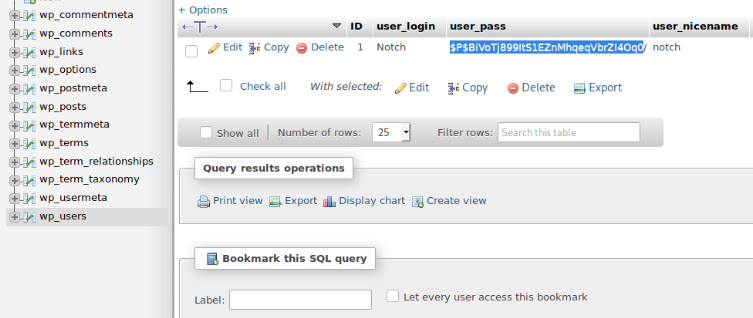 wp_commentmeta
wp_comments
wp_links
wp_options
wp_postmeta
wp_posts
wp_termmeta
wp_terms
wp_term_relationships
wp_term_taxonomy
wp_usermeta
wp_users
+ Options
ID user_login user_pass user_nicename
Edit Copy Delete 1 Notch $P$BiVoTj899ItS1EZnMhqeqVbrZI4Oq0/ notch
Check all With selected: Edit Copy Delete Export
Show all Number of rows: 25 Filter rows: Search this table
Query results operations
Print view Export Display chart Create view
Bookmark this SQL query
Label: Let every user access this bookmark